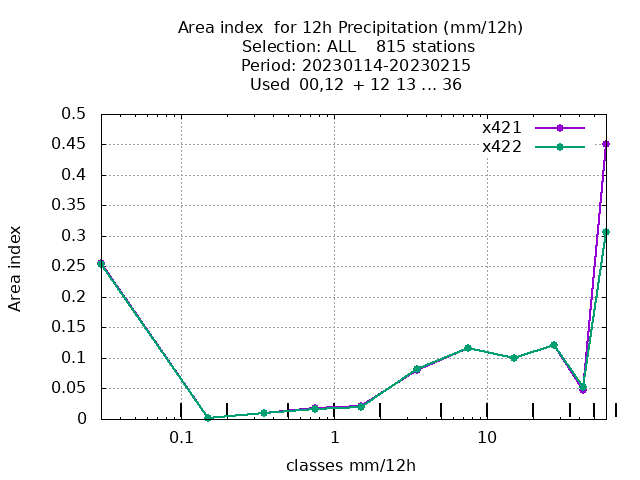 Area index  for 12h Precipitation (mm/12h)
Selection: ALL    815 stations
Period: 20230114-20230215
Used  00,12  + 12 13 ... 36
x421
x422
0.5
0.45
0.4
0.35
0.3
0.25
0.2
0.15
0.1
0.05
0
Area index
0.1
1
10
classes mm/12h